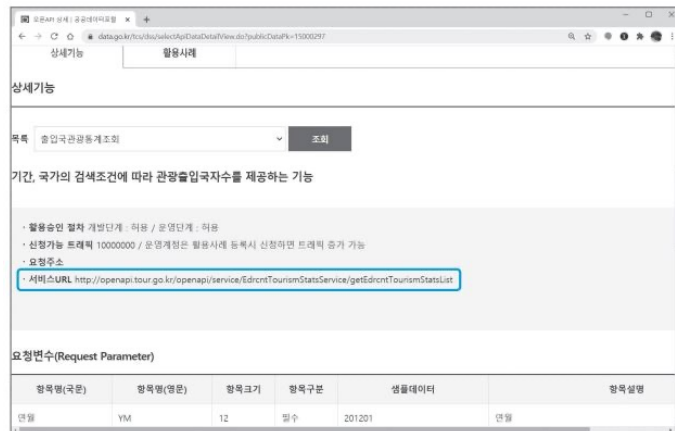 오픈API 상세 | 공공데이터포털
data.go.kr/tcs/dss/selectApiDataDetailView.do?publicDataPk=15000297
상세기능 활용사례
상세기능
목록 출입국관광통계조회 조회
기간, 국가의 검색조건에 따라 관광출입국자수를 제공하는 기능
· 활용승인 절차 개발단계 : 허용 / 운영단계 : 허용
· 신청가능 트래픽 10000000 / 운영계정은 활용사례 등록시 신청하면 트래픽 증가 가능
· 요청주소
· 서비스URL http://openapi.tour.go.kr/openapi/service/EdrcntTourismStatsService/getEdrcntTourismStatsList
요청변수(Request Parameter)
항목명(국문) 항목명(영문) 항목크기 항목구분 샘플데이터 항목설명
연월 YM 12 필수 201201 연월